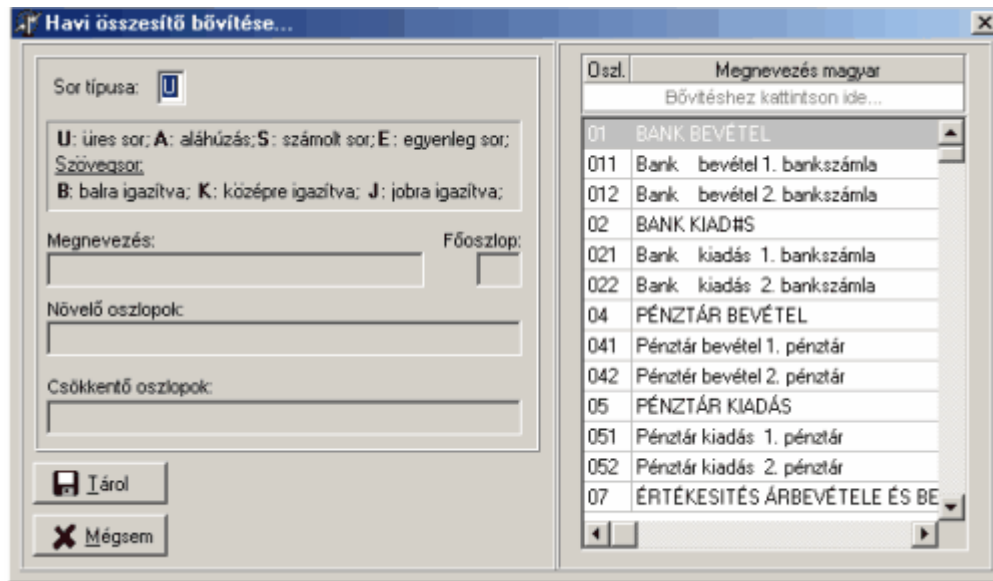 Havi összesítő bővítése...
Sor típusa: U
U: üres sor; A: aláhúzás; S: számolt sor; E: egyenleg sor;
Szövegsor:
B: balra igazítva; K: középre igazítva; J: jobra igazítva;
Megnevezés:
Főoszlop:
Növelő oszlopok:
Csökkentő oszlopok:
Tárol
Mégsem
Oszl. Megnevezés magyar
Bővitéshez kattintson ide...
01 BANK BEVÉTEL
011 Bank bevétel 1. bankszámla
012 Bank bevétel 2. bankszámla
02 BANK KIAD#S
021 Bank kiadás 1. bankszámla
022 Bank kiadás 2. bankszámla
04 PÉNZTÁR BEVÉTEL
041 Pénztár bevétel 1. pénztár
042 Pénztér bevétel 2. pénztár
05 PÉNZTÁR KIADÁS
051 Pénztár kiadás 1. pénztár
052 Pénztár kiadás 2. pénztár
07 ÉRTÉKESITÉS ÁRBEVÉTELE ÉS BE